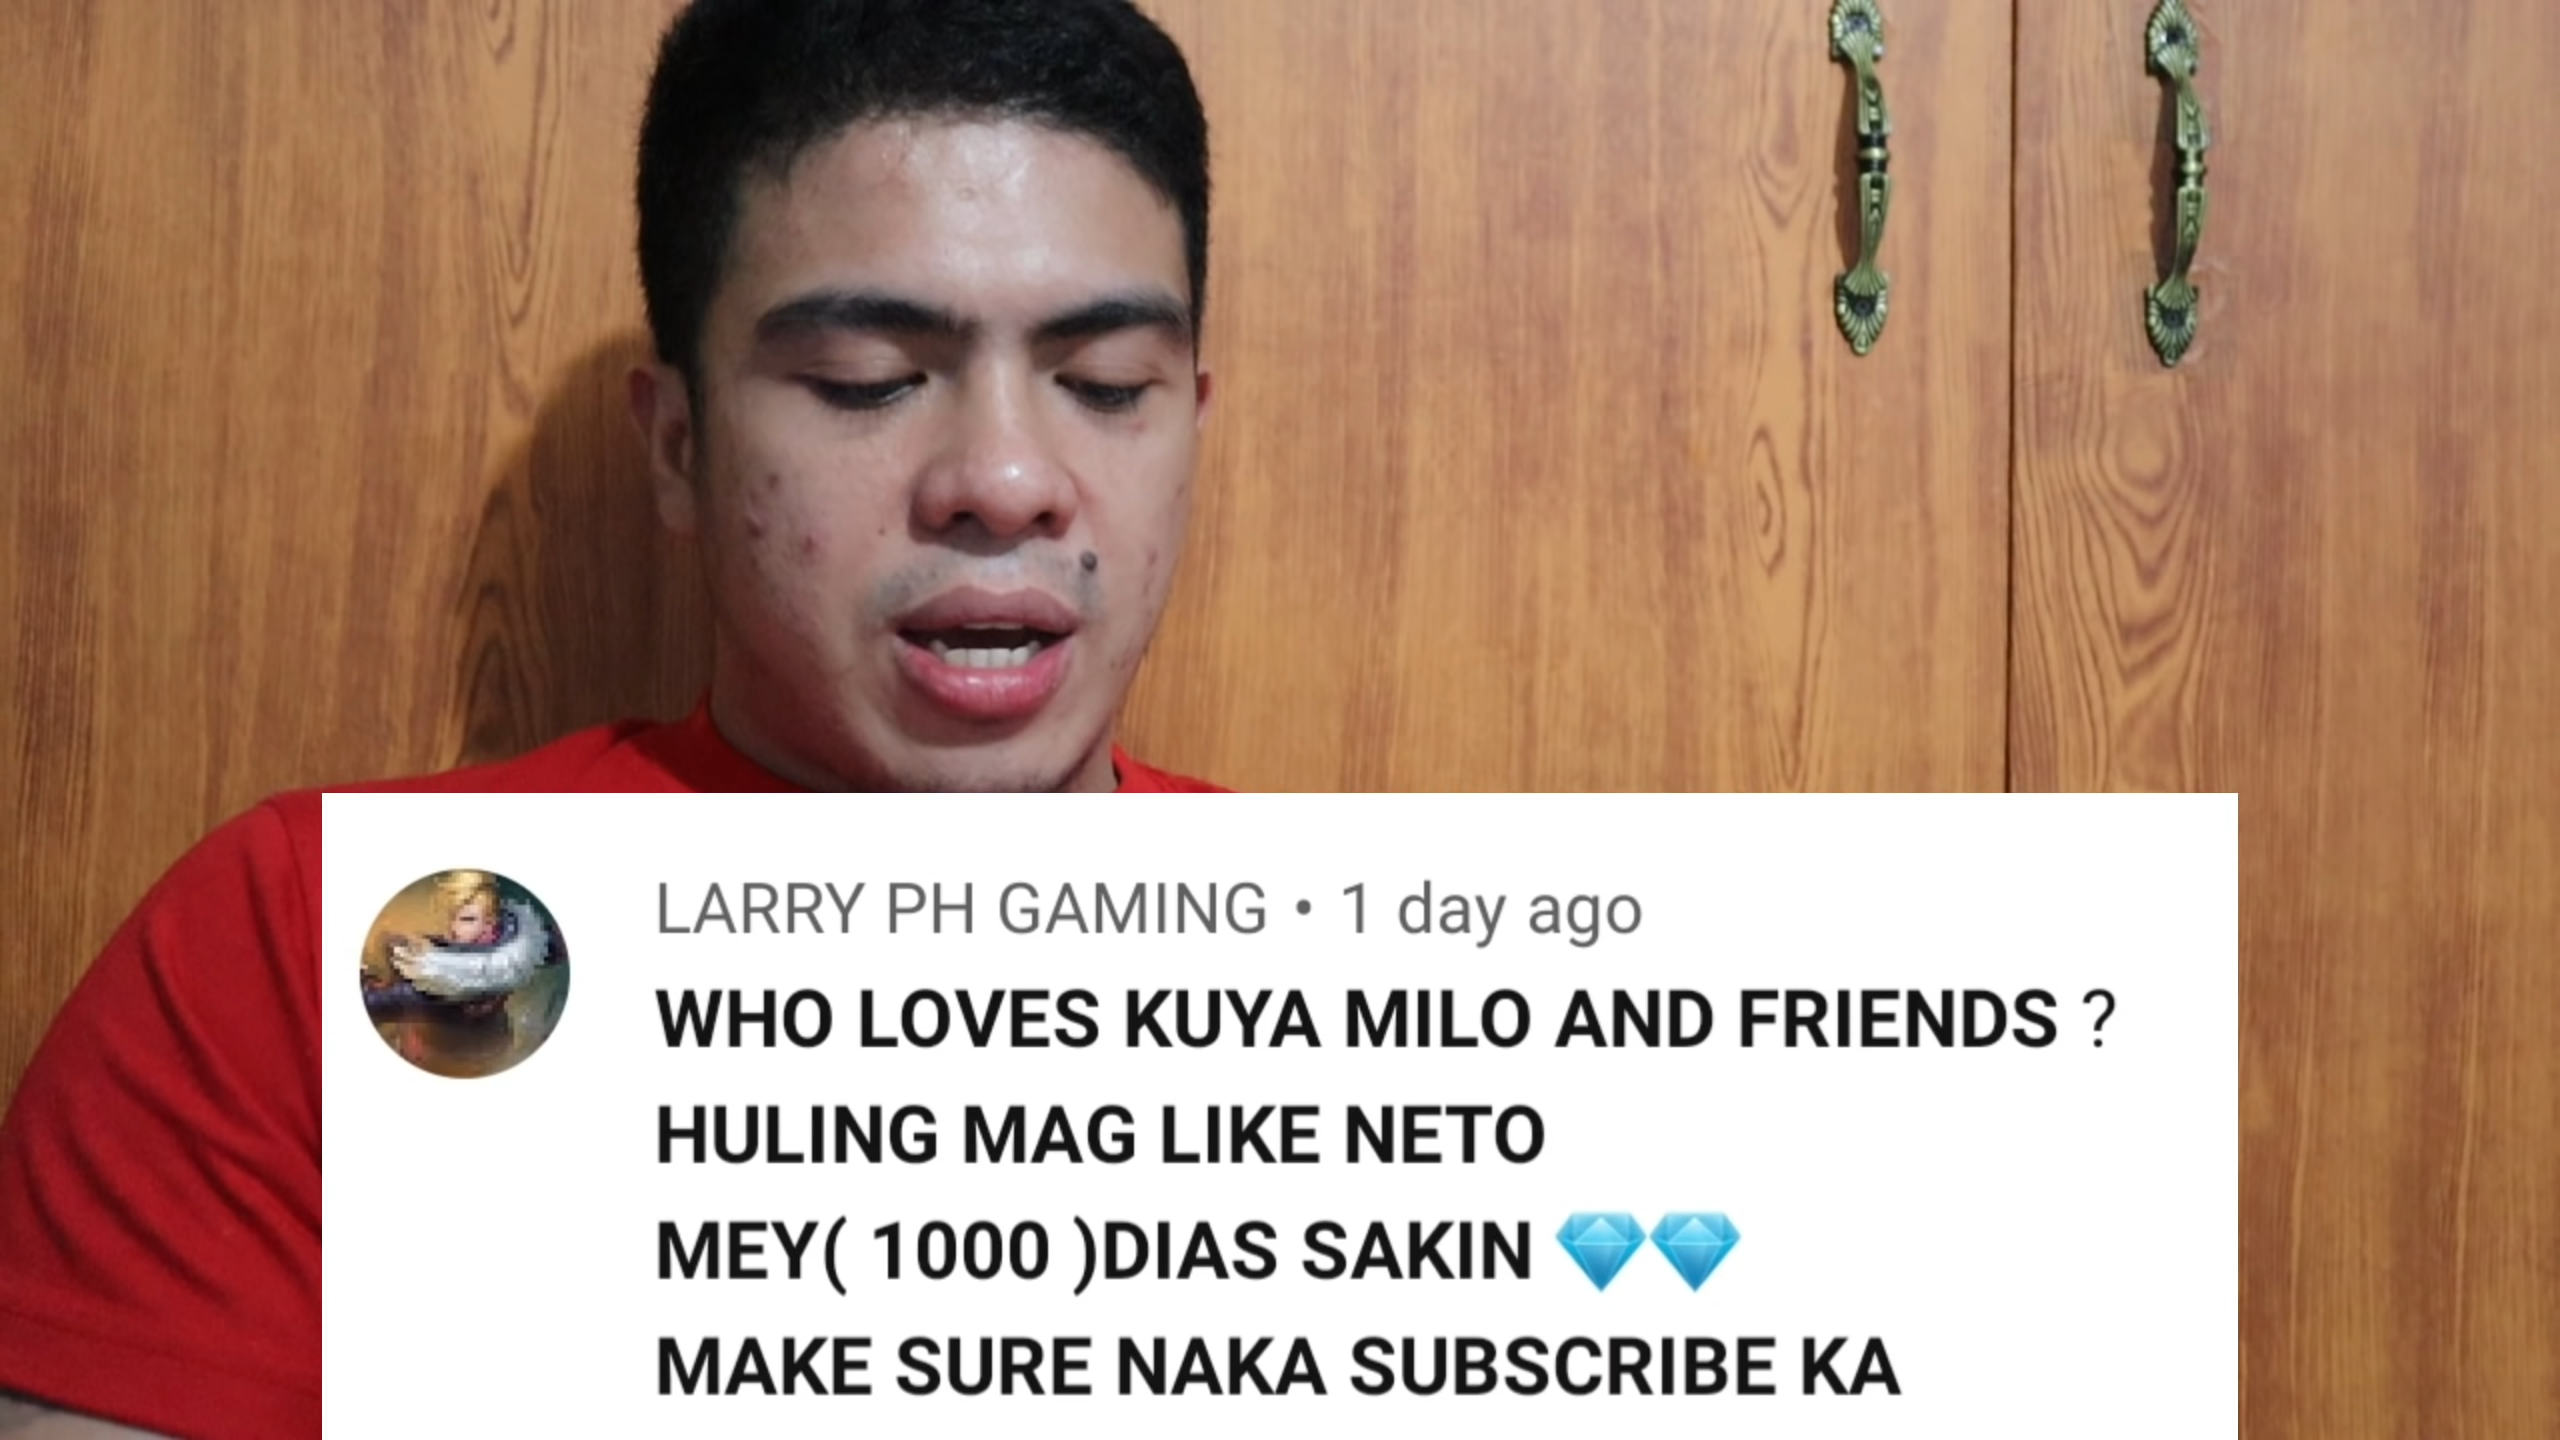 LARRY PH GAMING • 1 day ago
WHO LOVES KUYA MILO AND FRIENDS ?
HULING MAG LIKE NETO
MEY( 1000 )DIAS SAKIN 💎💎
MAKE SURE NAKA SUBSCRIBE KA